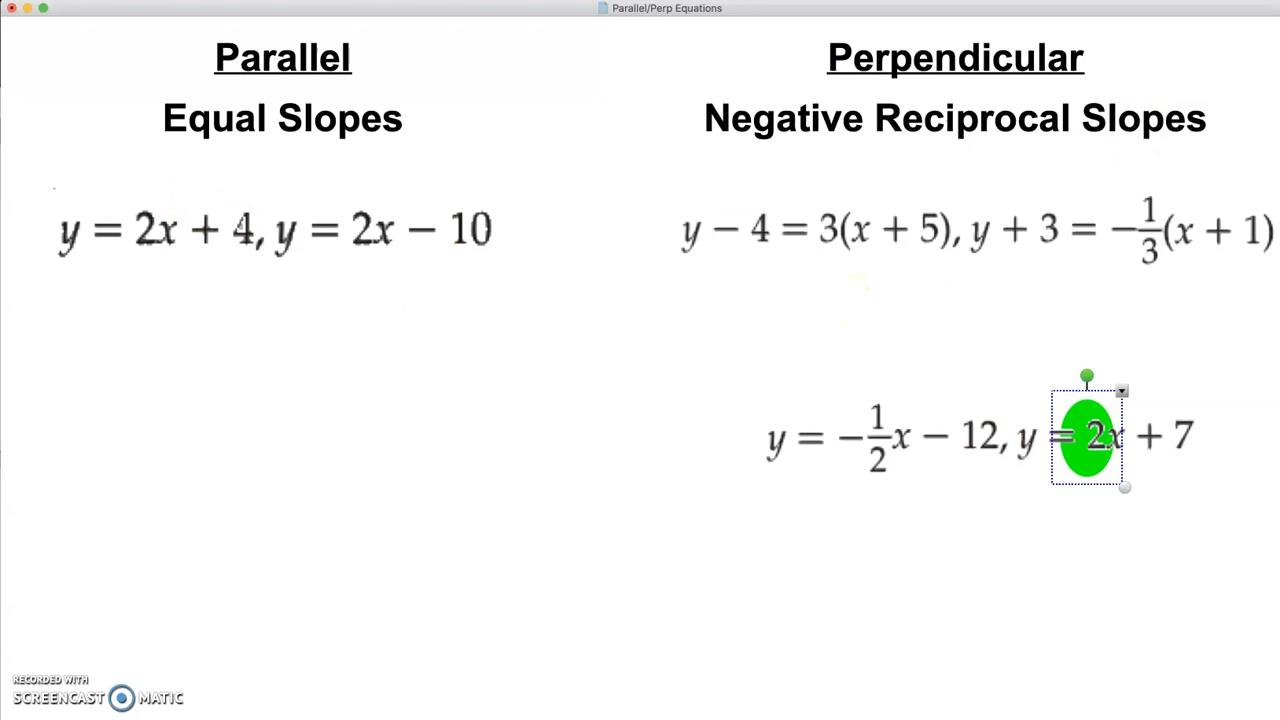 Parallel/Perp Equations
Parallel
Equal Slopes
y = 2x + 4, y = 2x − 10
Perpendicular
Negative Reciprocal Slopes
y − 4 = 3(x + 5), y + 3 = −1/3(x + 1)
y = −1/2x − 12, y = 2x + 7
RECORDED WITH
SCREENCAST MATIC